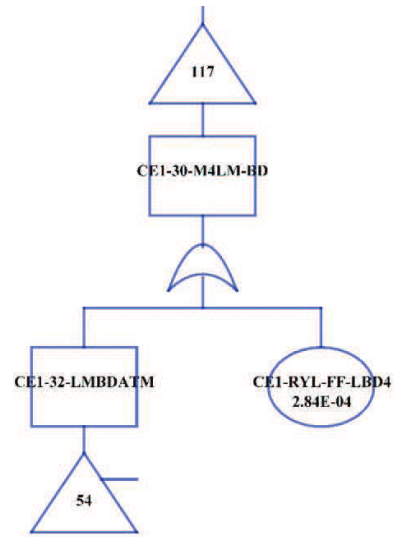 117
CE1-30-M4LM-BD
CE1-32-LMBDATM
CE1-RYL-FF-LBD4
2.84E-04
54